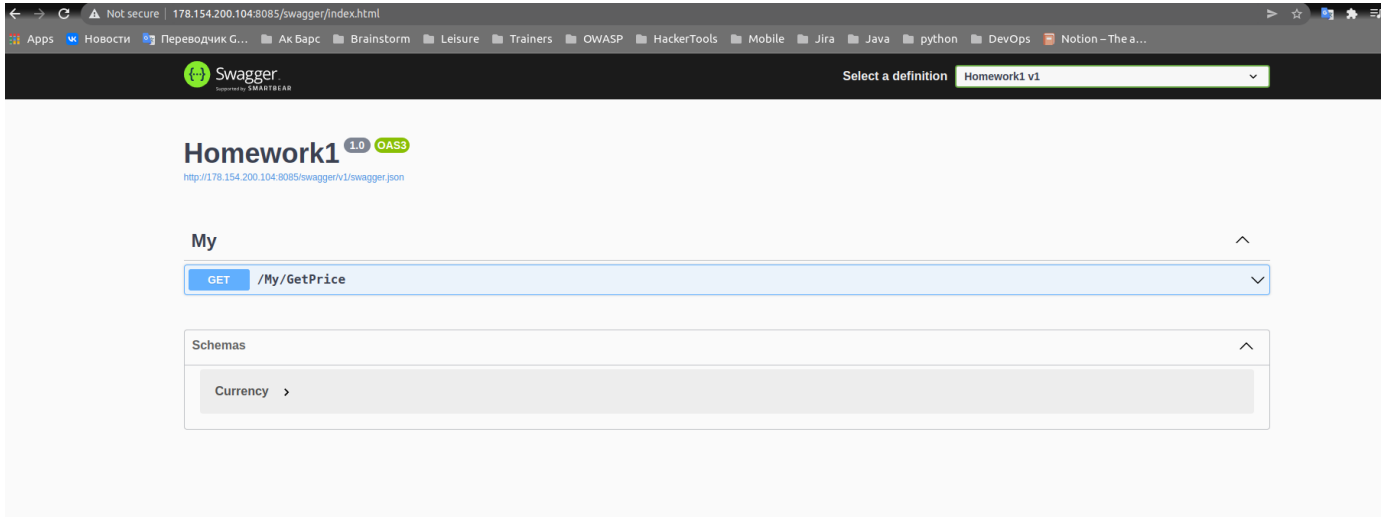 Not secure | 178.154.200.104:8085/swagger/index.html
Apps Новости Переводчик G... Ак Барс Brainstorm Leisure Trainers OWASP HackerTools Mobile Jira Java python DevOps Notion – The a...
{··} Swagger. Select a definition Homework1 v1
Supported by SMARTBEAR
Homework1 1.0 OAS3
http://178.154.200.104:8085/swagger/v1/swagger.json
My
GET /My/GetPrice
Schemas
Currency